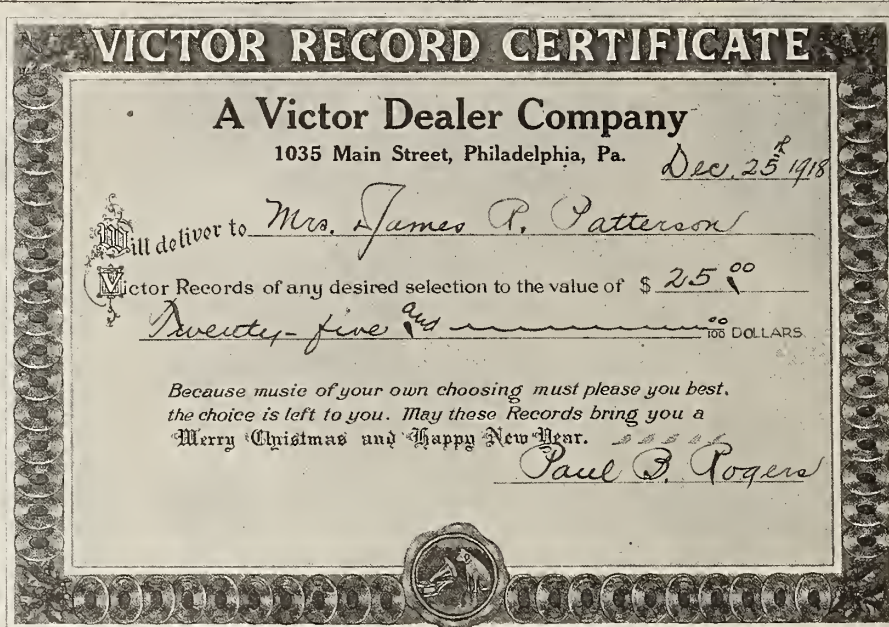 VICTOR RECORD CERTIFICATE
A Victor Dealer Company
1035 Main Street, Philadelphia, Pa.
Dec. 25th 1918
Will deliver to Mrs. James P. Patterson
Victor Records of any desired selection to the value of $ 25.00
Twenty-five and 00/100 DOLLARS
Because music of your own choosing must please you best,
the choice is left to you. May these Records bring you a
Merry Christmas and Happy New Year.
Paul B. Rogers